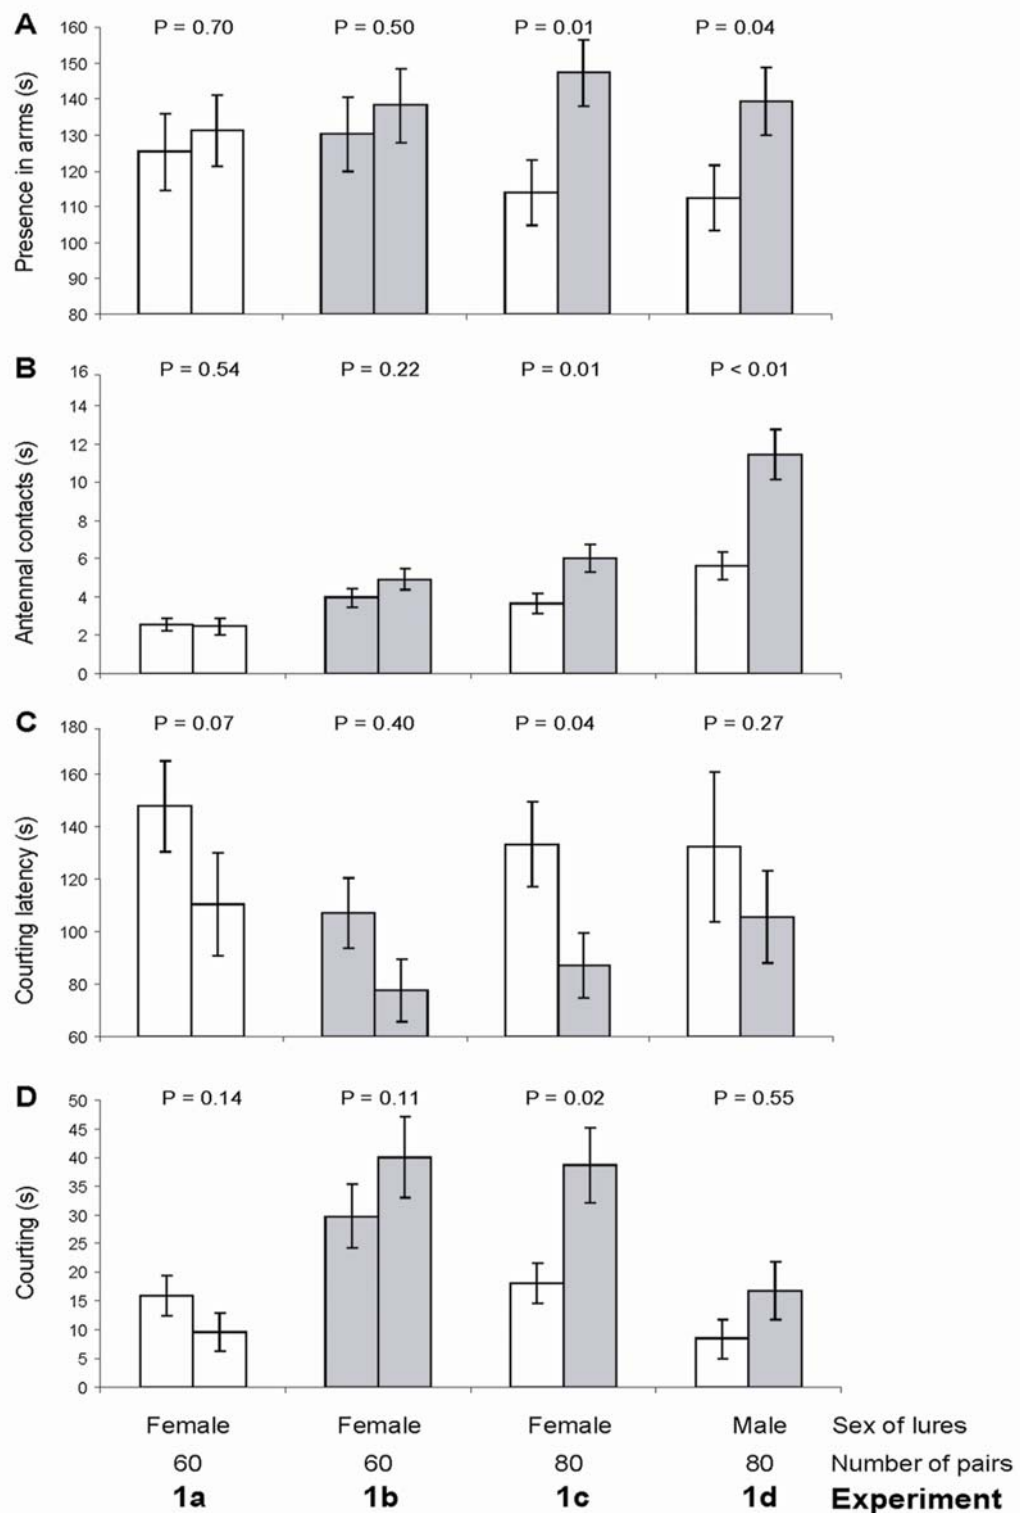 A
P = 0.70 P = 0.50 P = 0.01 P = 0.04
Presence in arms (s)
160
150
140
130
120
110
100
90
80
B
P = 0.54 P = 0.22 P = 0.01 P < 0.01
Antennal contacts (s)
16
14
12
10
8
6
4
2
0
C
P = 0.07 P = 0.40 P = 0.04 P = 0.27
Courting latency (s)
180
160
140
120
100
80
60
D
P = 0.14 P = 0.11 P = 0.02 P = 0.55
Courting (s)
50
45
40
35
30
25
20
15
10
5
0
Female Female Female Male Sex of lures
60 60 80 80 Number of pairs
1a 1b 1c 1d Experiment